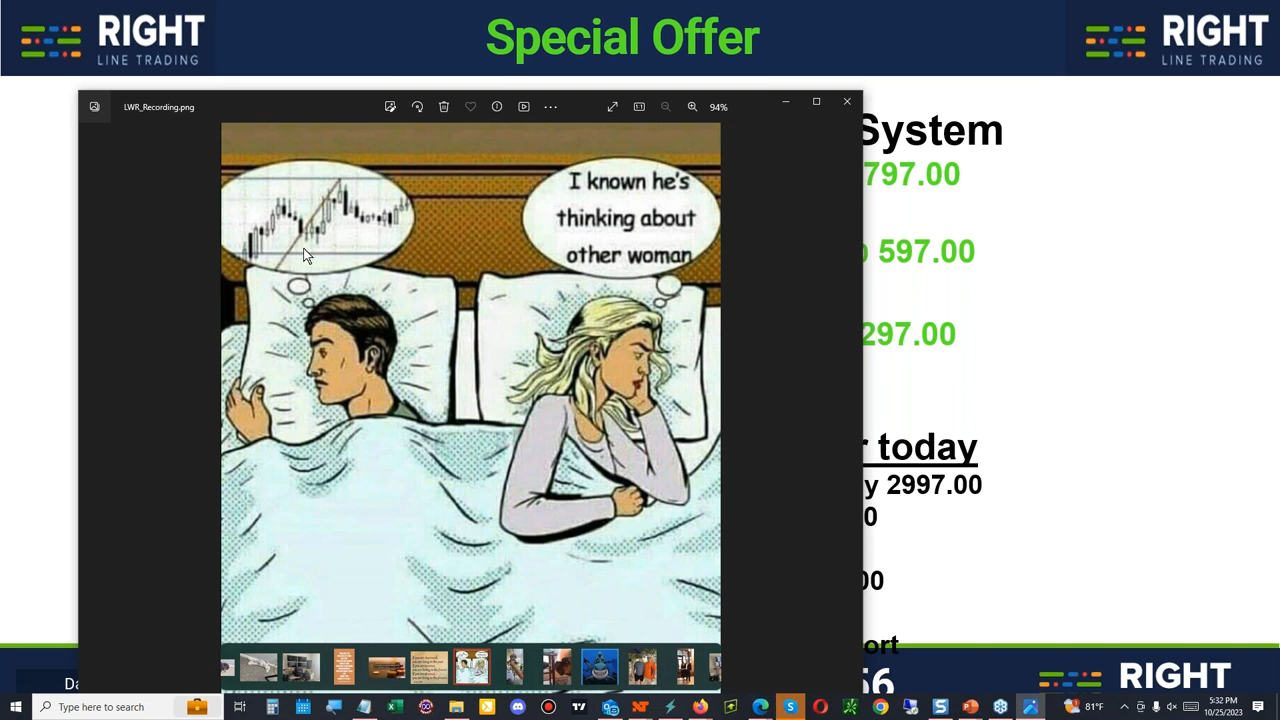 RIGHT
LINE TRADING
Special Offer
RIGHT
LINE TRADING
LWR_Recording.png
94%
I known he's
thinking about
other woman
System
797.00
597.00
297.00
today
y 2997.00
0
00
ort
66
Da
RIGHT
Type here to search
81°F
5:32 PM
10/25/2023